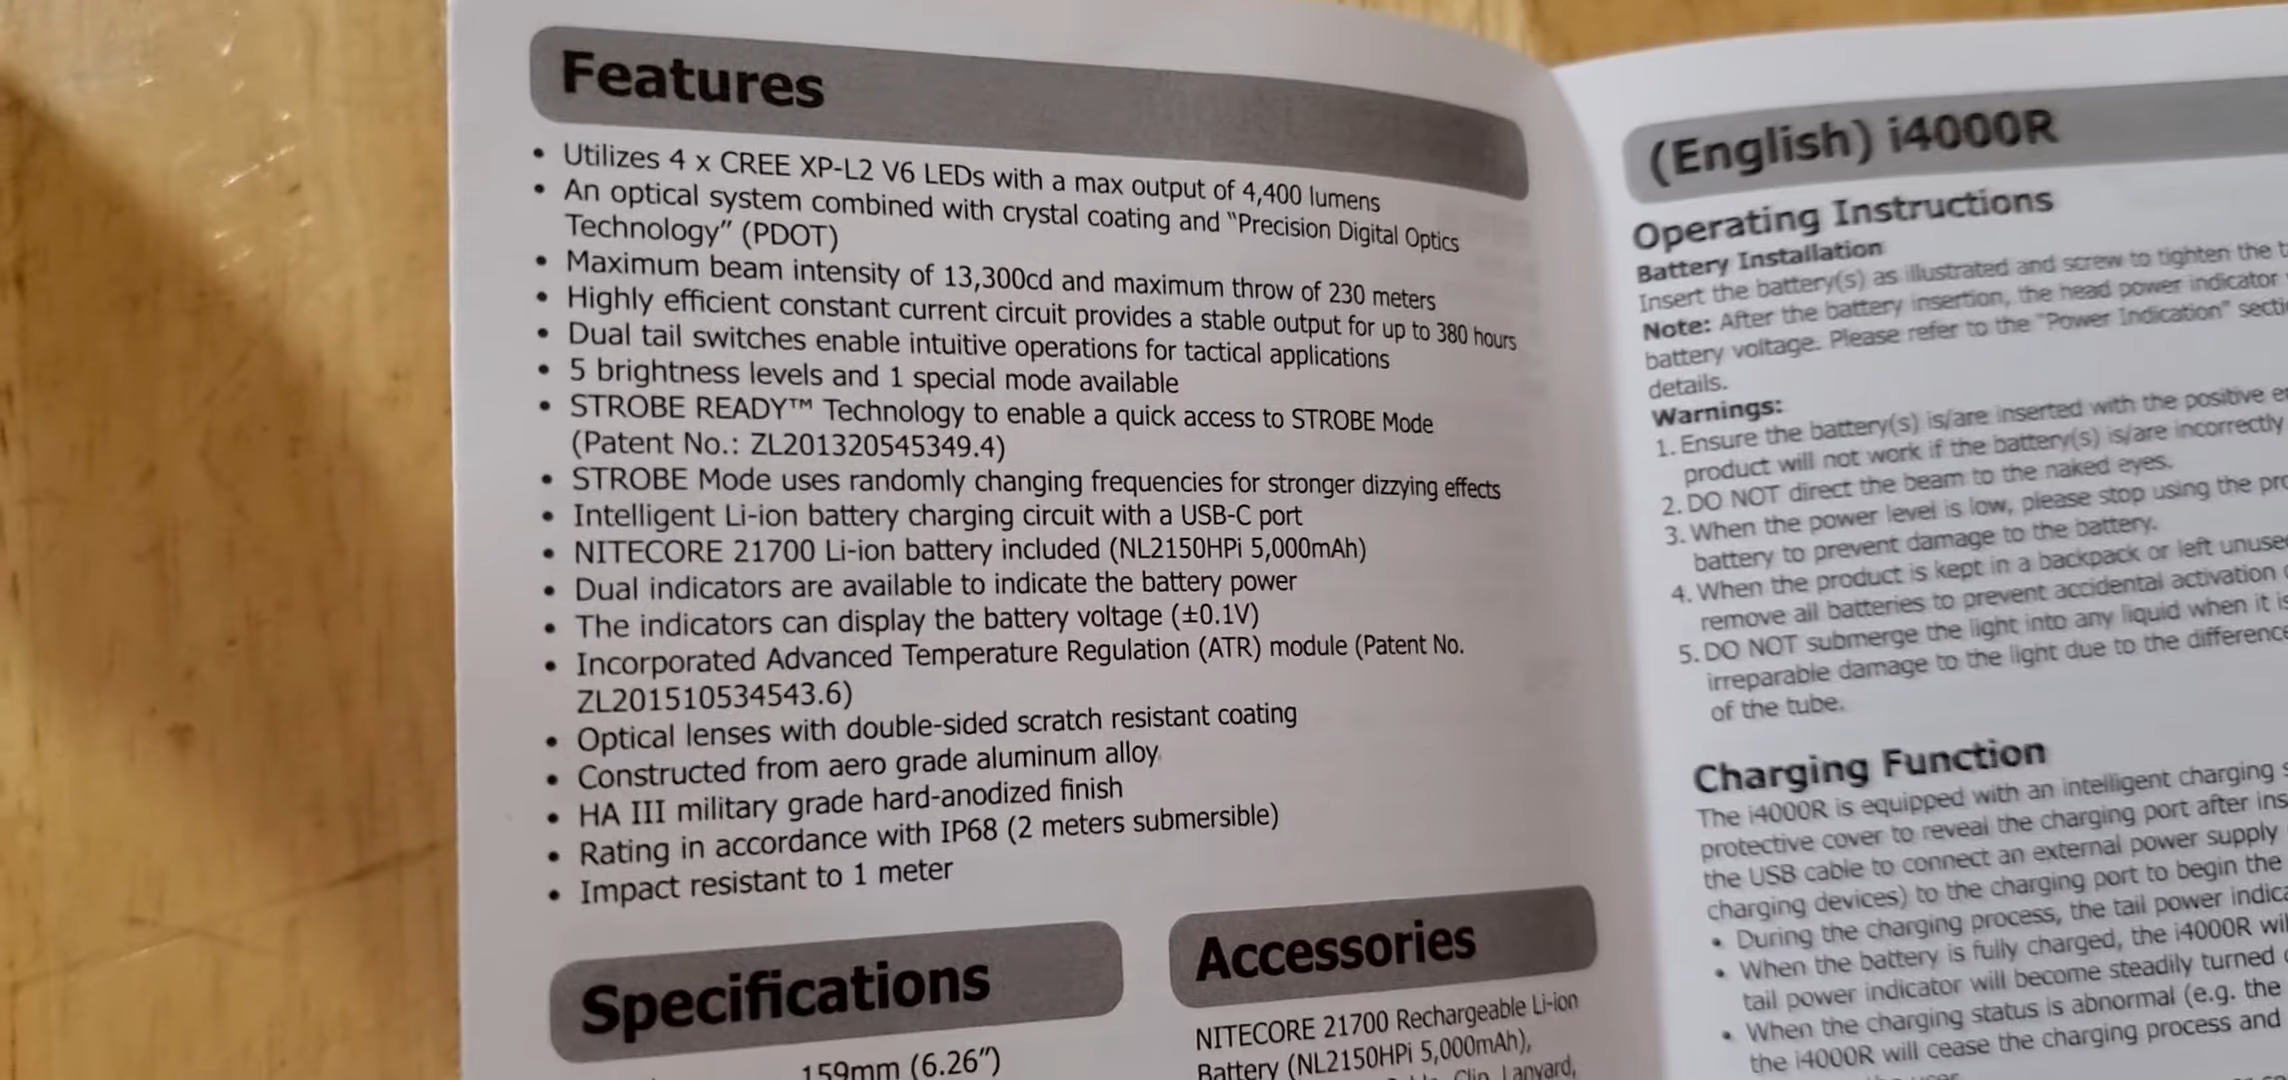 Features
• Utilizes 4 x CREE XP-L2 V6 LEDs with a max output of 4,400 lumens
• An optical system combined with crystal coating and "Precision Digital Optics
Technology" (PDOT)
• Maximum beam intensity of 13,300cd and maximum throw of 230 meters
• Highly efficient constant current circuit provides a stable output for up to 380 hours
• Dual tail switches enable intuitive operations for tactical applications
• 5 brightness levels and 1 special mode available
• STROBE READY™ Technology to enable a quick access to STROBE Mode
(Patent No.: ZL201320545349.4)
• STROBE Mode uses randomly changing frequencies for stronger dizzying effects
• Intelligent Li-ion battery charging circuit with a USB-C port
• NITECORE 21700 Li-ion battery included (NL2150HPi 5,000mAh)
• Dual indicators are available to indicate the battery power
• The indicators can display the battery voltage (±0.1V)
• Incorporated Advanced Temperature Regulation (ATR) module (Patent No.
ZL201510534543.6)
• Optical lenses with double-sided scratch resistant coating
• Constructed from aero grade aluminum alloy
• HA III military grade hard-anodized finish
• Rating in accordance with IP68 (2 meters submersible)
• Impact resistant to 1 meter
Specifications
159mm (6.26")
Accessories
NITECORE 21700 Rechargeable Li-ion
Battery (NL2150HPi 5,000mAh),
Clip, Lanyard,
(English) i4000R
Operating Instructions
Battery Installation
Insert the battery(s) as illustrated and screw to tighten the
Note: After the battery insertion, the head power indicator
battery voltage. Please refer to the "Power Indication"
details.
Warnings:
1. Ensure the battery(s) is/are inserted with the positive
product will not work if the battery(s) is/are incorrectly
2. DO NOT direct the beam to the naked eyes.
3. When the power level is low, please stop using the
battery to prevent damage to the battery.
4. When the product is kept in a backpack or left
remove all batteries to prevent accidental activation
5. DO NOT submerge the light into any liquid when it
irreparable damage to the light due to the
of the tube.
Charging Function
The i4000R is equipped with an intelligent charging
protective cover to reveal the charging port after
the USB cable to connect an external power supply
charging devices) to the charging port to begin the
• During the charging process, the tail power
• When the battery is fully charged, the i4000R
tail power indicator will become steadily turned
• When the charging status is abnormal (e.g. the
the i4000R will cease the charging process and